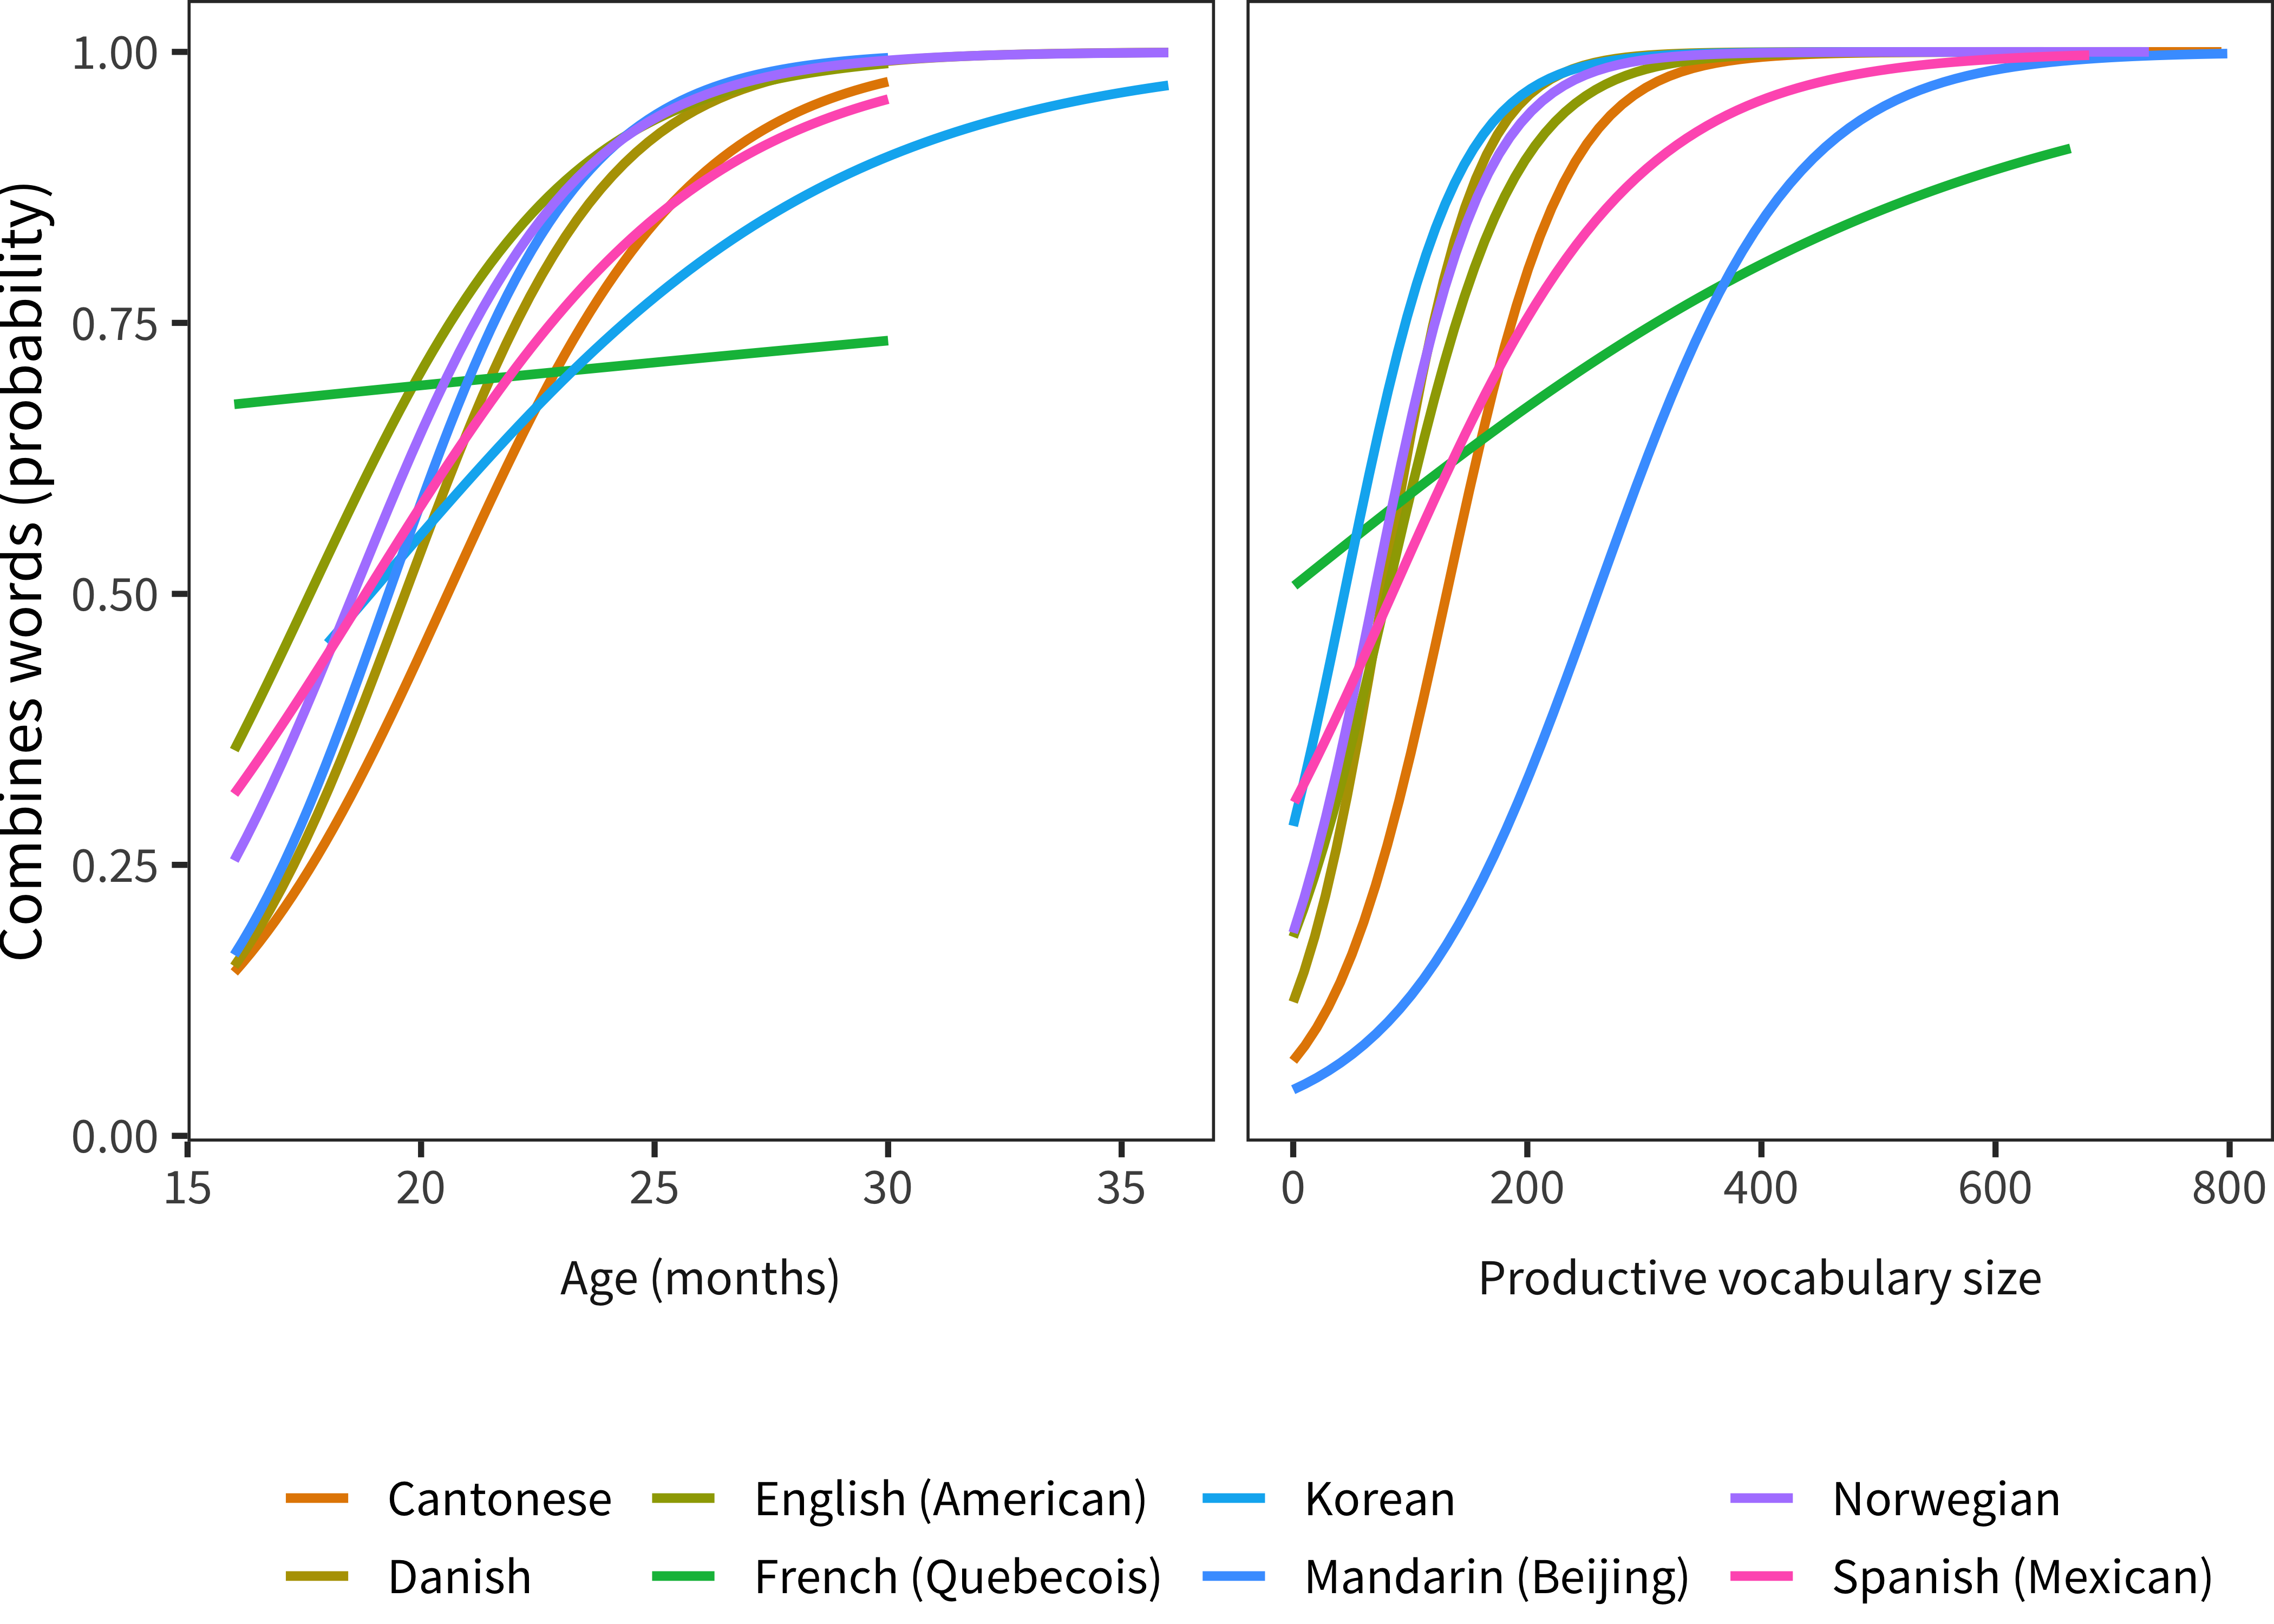 Combines words (probability)
1.00
0.75
0.50
0.25
0.00
15 20 25 30 35
0 200 400 600 800
Age (months)
Productive vocabulary size
Cantonese English (American) Korean Norwegian
Danish French (Quebecois) Mandarin (Beijing) Spanish (Mexican)